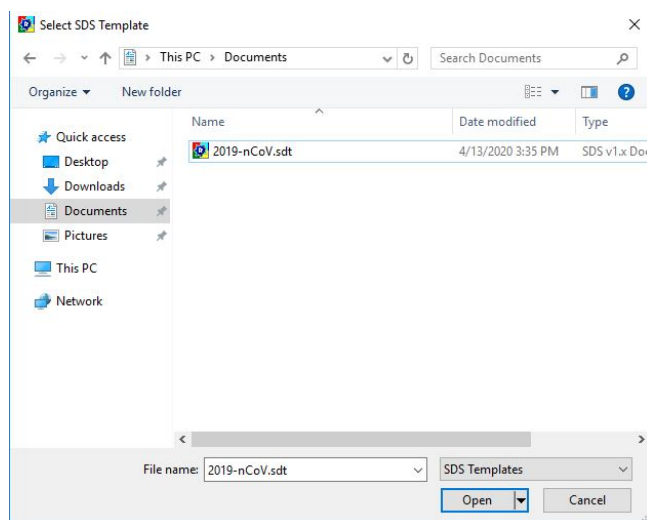 Select SDS Template
This PC > Documents
Search Documents
Organize
New folder
Name
Date modified
Type
Quick access
Desktop
Downloads
Documents
Pictures
This PC
Network
2019-nCoV.sdt
4/13/2020 3:35 PM
SDS v1.x Do
File name:
2019-nCoV.sdt
SDS Templates
Open
Cancel